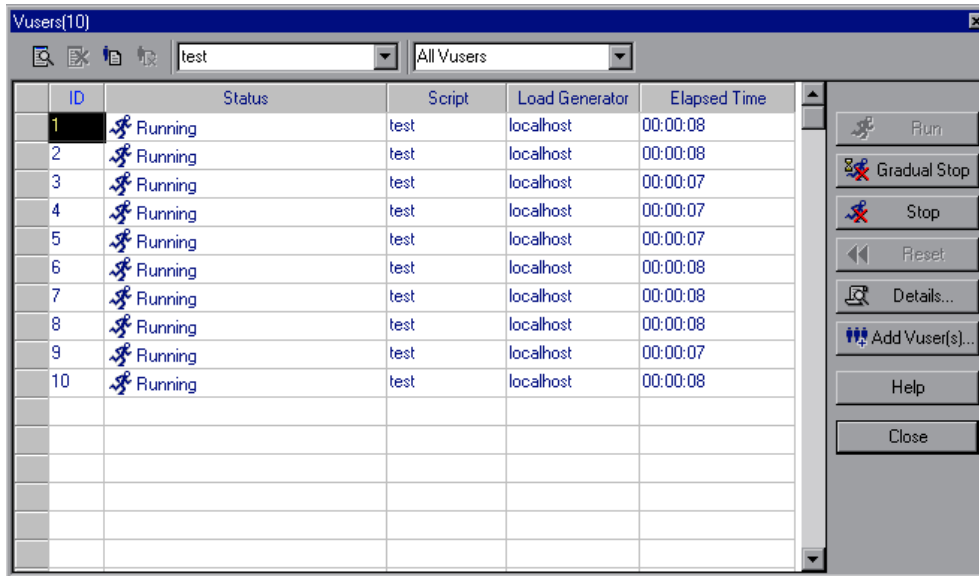 Vusers(10)
test All Vusers
ID Status Script Load Generator Elapsed Time
1 Running test localhost 00:00:08
2 Running test localhost 00:00:08
3 Running test localhost 00:00:07
4 Running test localhost 00:00:07
5 Running test localhost 00:00:07
6 Running test localhost 00:00:08
7 Running test localhost 00:00:08
8 Running test localhost 00:00:08
9 Running test localhost 00:00:07
10 Running test localhost 00:00:08
Run
Gradual Stop
Stop
Reset
Details...
Add Vuser(s)...
Help
Close